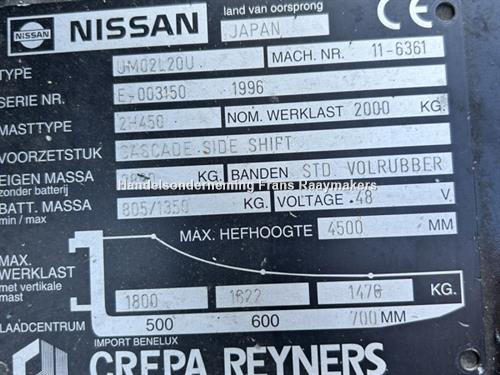 NISSAN NISSAN land van oorsprong
JAPAN
TYPE UM02L20U MACH. NR. 11-6361
SERIE NR. E-003150 1996
MASTTYPE 2M450 NOM. WERKLAST 2000 KG.
VOORZETSTUK CASCADE SIDE SHIFT
EIGEN MASSA KG. BANDEN STD. VOLRUBBER
zonder batterij
Handelsonderneming Frans Raaymakers
BATT. MASSA 805/1350 KG. VOLTAGE 48 V.
min / max
MAX. HEFHOOGTE 4500 MM
MAX.
WERKLAST
met vertikale
mast
1800 1622 1476 KG.
LAADCENTRUM 500 600 700 MM
IMPORT BENELUX
CREPA REYNERS